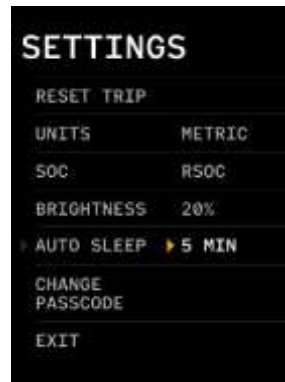 SETTINGS
RESET TRIP
UNITS METRIC
SOC RSOC
BRIGHTNESS 20%
AUTO SLEEP 5 MIN
CHANGE
PASSCODE
EXIT